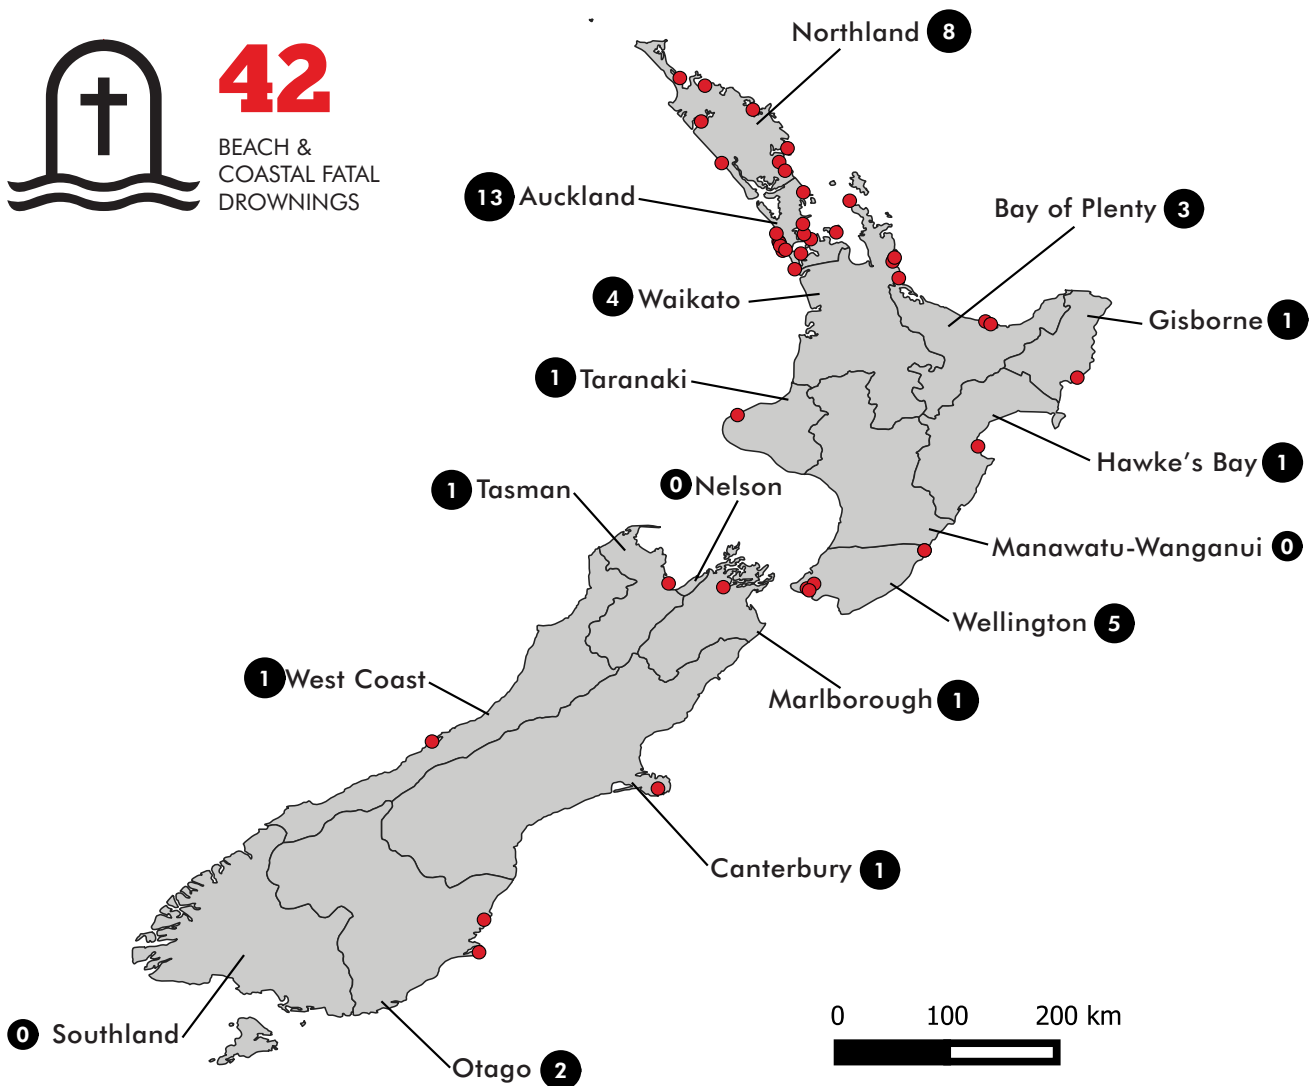 42
BEACH &
COASTAL FATAL
DROWNINGS
Northland 8
13 Auckland
Bay of Plenty 3
4 Waikato
Gisborne 1
1 Taranaki
Hawke's Bay 1
1 Tasman
0 Nelson
Manawatu-Wanganui 0
Wellington 5
1 West Coast
Marlborough 1
Canterbury 1
0 Southland
Otago 2
0 100 200 km